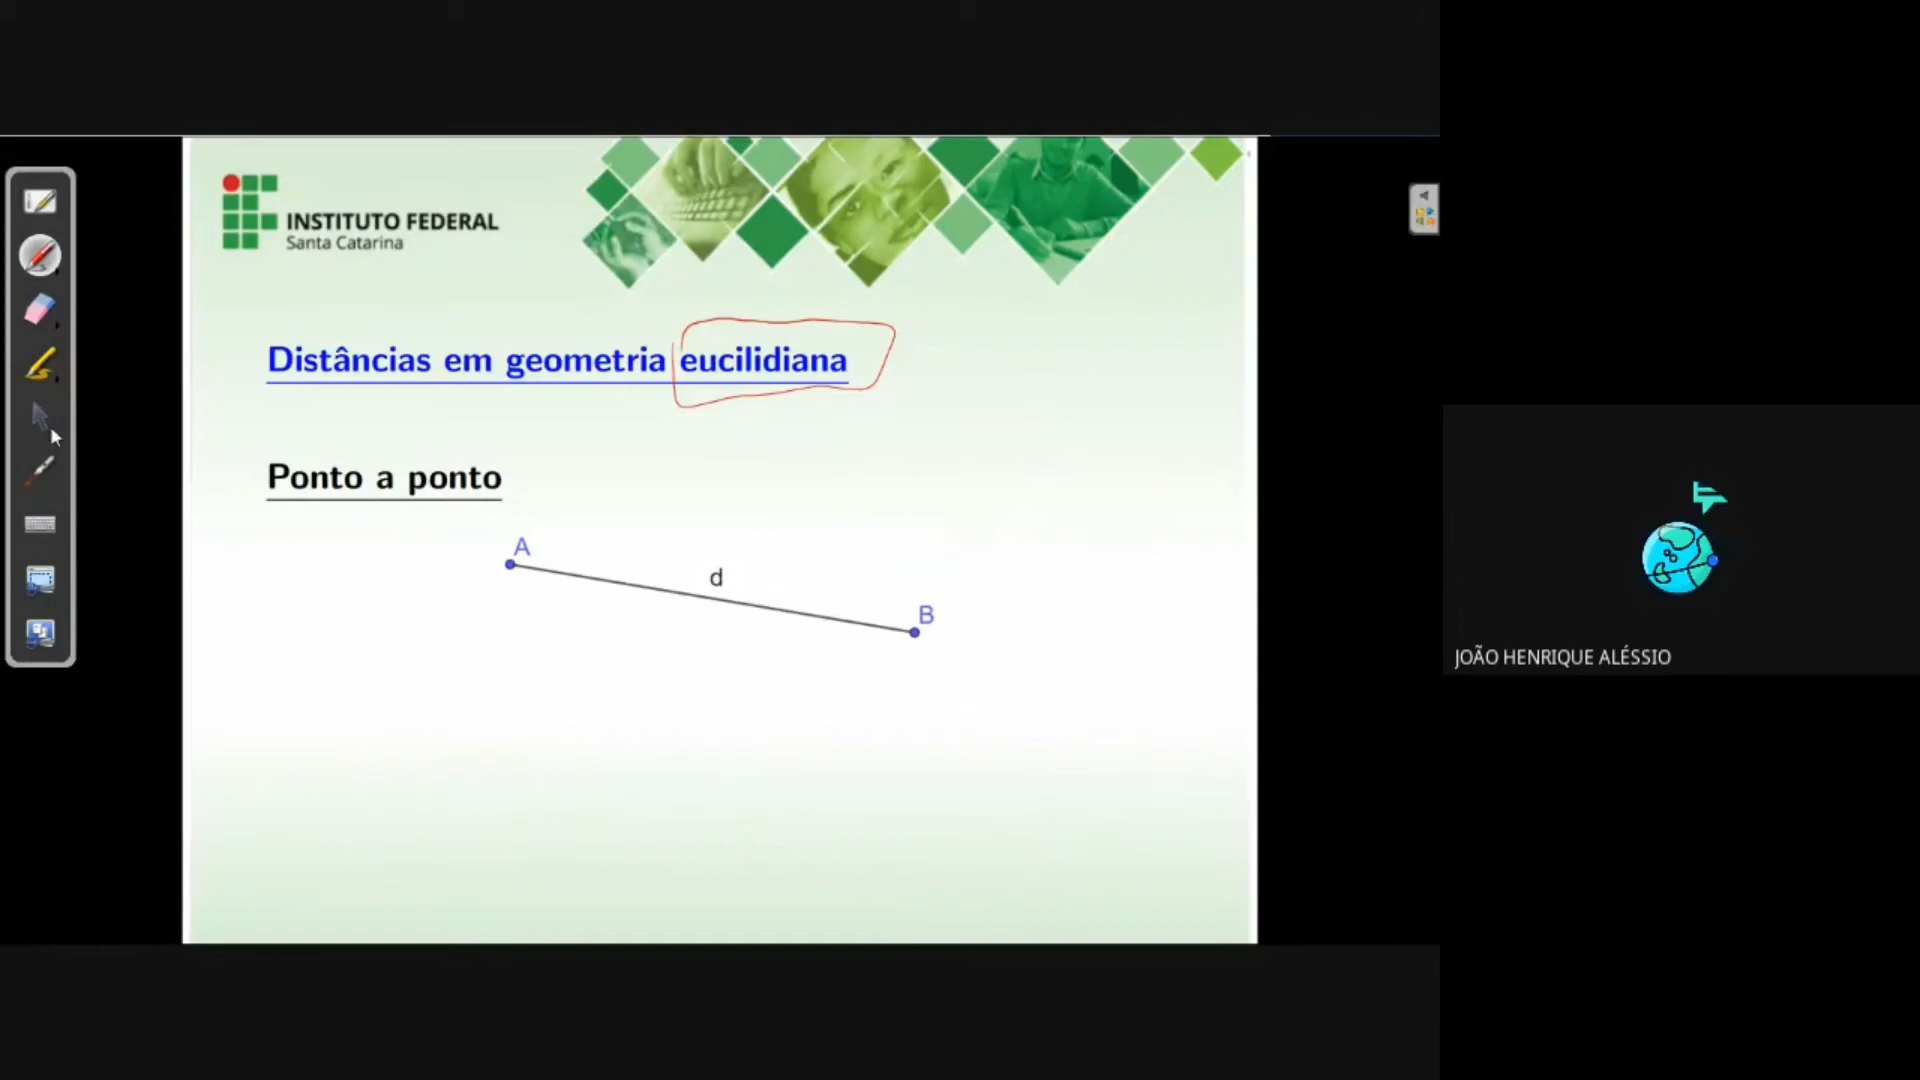 INSTITUTO FEDERAL
Santa Catarina
Distâncias em geometria eucilidiana
Ponto a ponto
A
d
B
JOÃO HENRIQUE ALÉSSIO